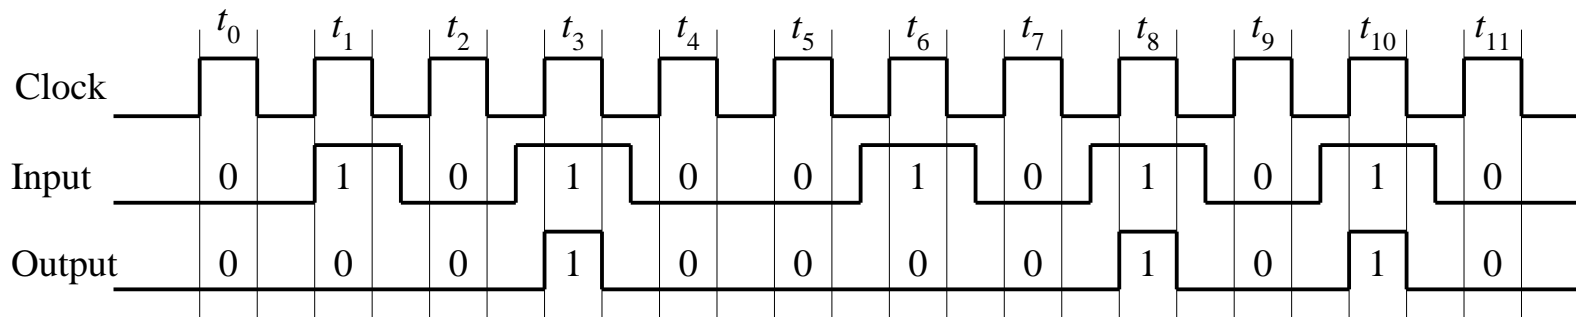 t0 t1 t2 t3 t4 t5 t6 t7 t8 t9 t10 t11
Clock
Input 0 1 0 1 0 0 1 0 1 0 1 0
Output 0 0 0 1 0 0 0 0 1 0 1 0